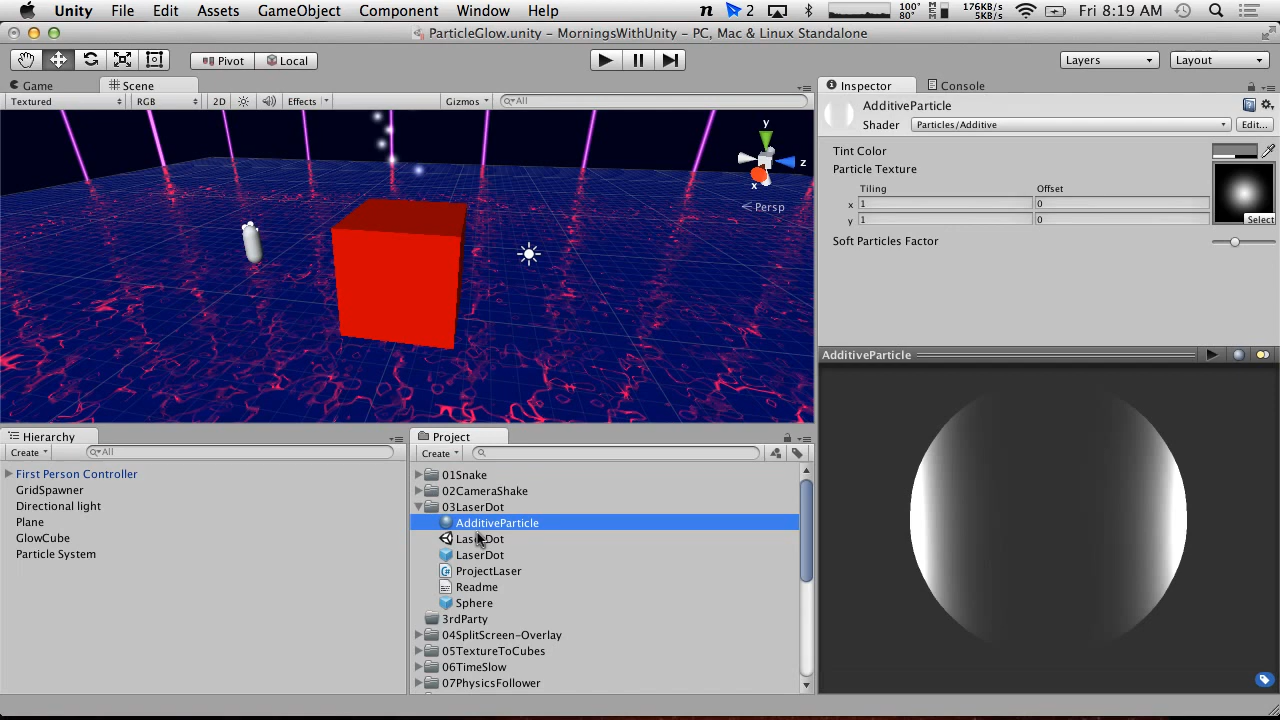 Unity File Edit Assets GameObject Component Window Help n 2 100% 80° MEM 176KB/s 5KB/s Fri 8:19 AM
ParticleGlow.unity – MorningsWithUnity – PC, Mac & Linux Standalone
Pivot Local Layers Layout
Game Scene Inspector Console
Textured RGB 2D Effects Gizmos All
AdditiveParticle
Shader Particles/Additive Edit...
Tint Color
Particle Texture
Tiling Offset
x 1 0
y 1 0
Select
Soft Particles Factor
y
z
x
Persp
AdditiveParticle
Hierarchy
Create All
First Person Controller
GridSpawner
Directional light
Plane
GlowCube
Particle System
Project
Create
01Snake
02CameraShake
03LaserDot
AdditiveParticle
LaserDot
LaserDot
ProjectLaser
Readme
Sphere
3rdParty
04SplitScreen-Overlay
05TextureToCubes
06TimeSlow
07PhysicsFollower